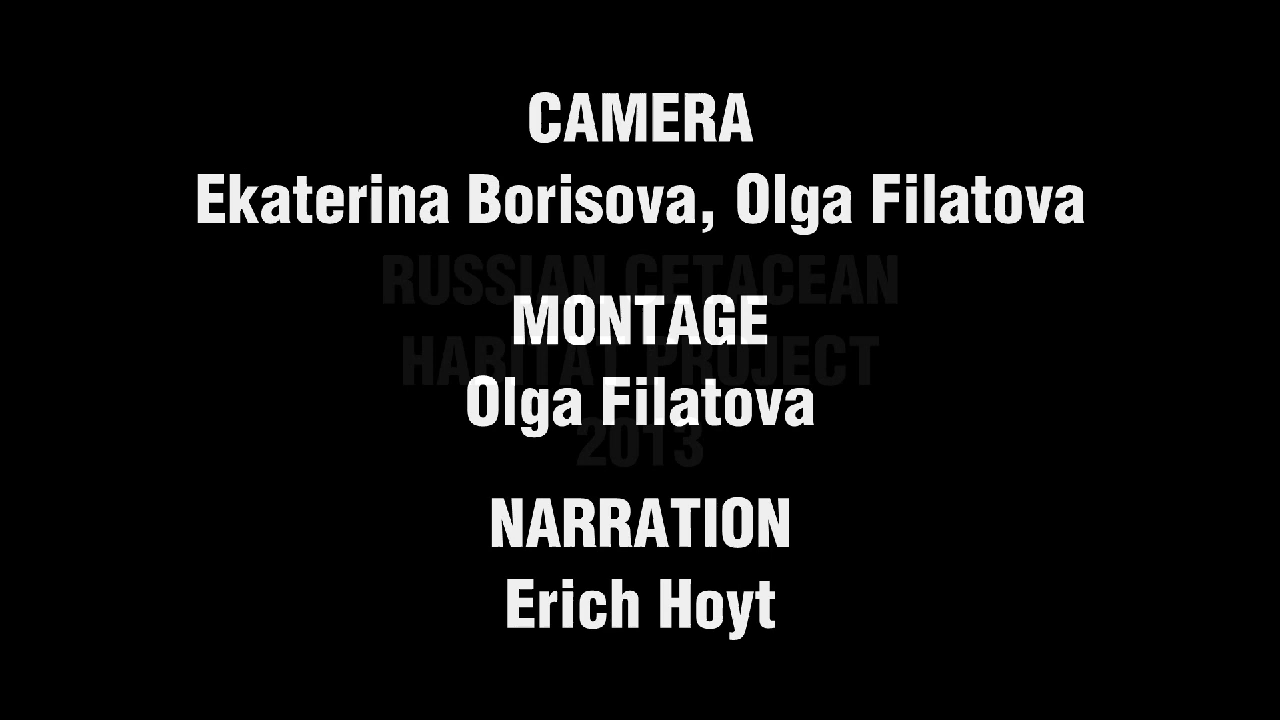 CAMERA
Ekaterina Borisova, Olga Filatova
RUSSIAN CETACEAN
MONTAGE
HABITAT PROJECT
Olga Filatova
2013
NARRATION
Erich Hoyt